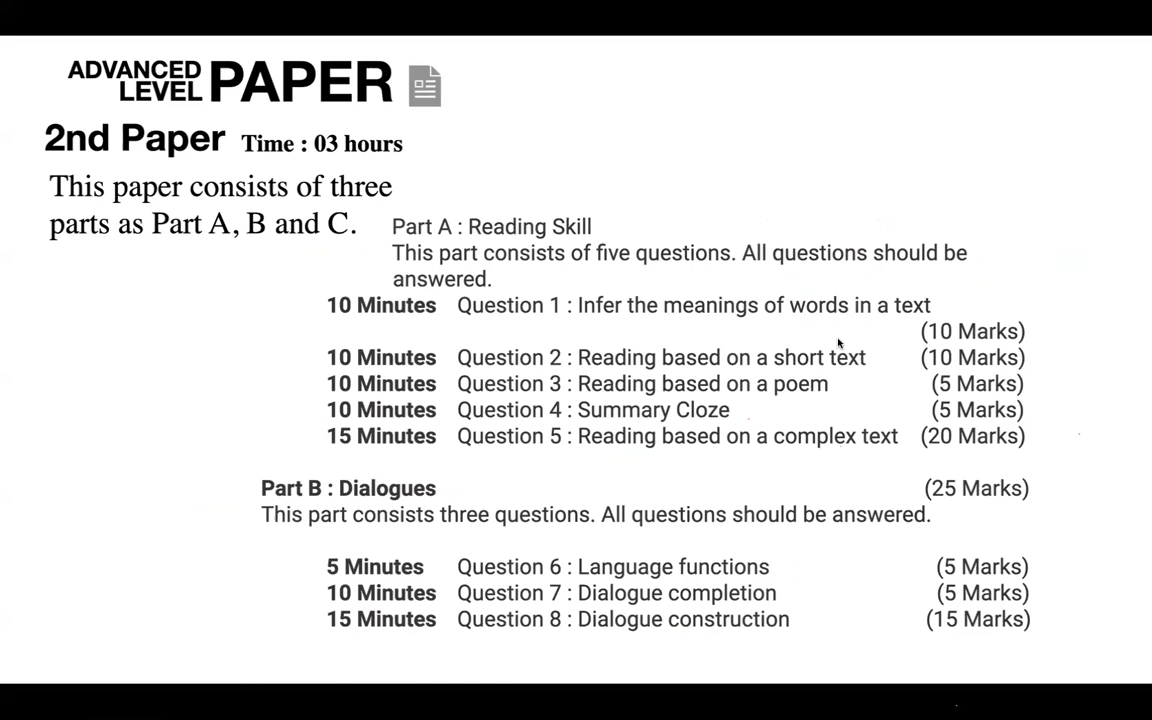 ADVANCED
LEVEL PAPER
2nd Paper Time : 03 hours
This paper consists of three
parts as Part A, B and C.
Part A : Reading Skill
This part consists of five questions. All questions should be
answered.
10 Minutes Question 1 : Infer the meanings of words in a text
(10 Marks)
10 Minutes Question 2 : Reading based on a short text (10 Marks)
10 Minutes Question 3 : Reading based on a poem (5 Marks)
10 Minutes Question 4 : Summary Cloze (5 Marks)
15 Minutes Question 5 : Reading based on a complex text (20 Marks)
Part B : Dialogues (25 Marks)
This part consists three questions. All questions should be answered.
5 Minutes Question 6 : Language functions (5 Marks)
10 Minutes Question 7 : Dialogue completion (5 Marks)
15 Minutes Question 8 : Dialogue construction (15 Marks)